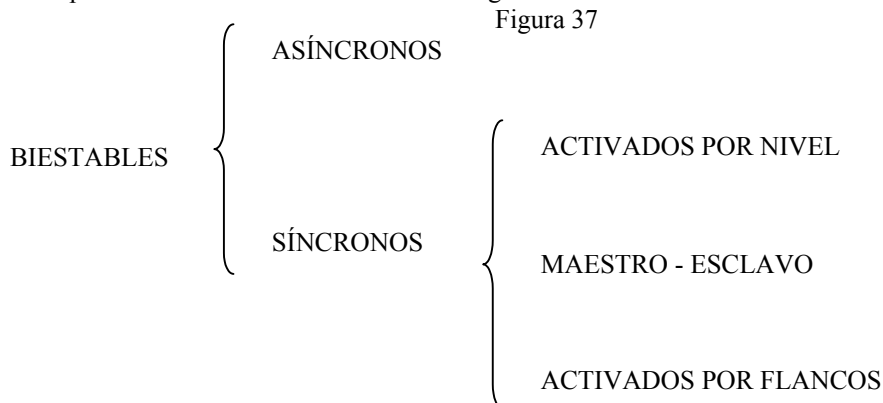 Figura 37
ASÍNCRONOS
BIESTABLES
SÍNCRONOS
ACTIVADOS POR NIVEL
MAESTRO - ESCLAVO
ACTIVADOS POR FLANCOS